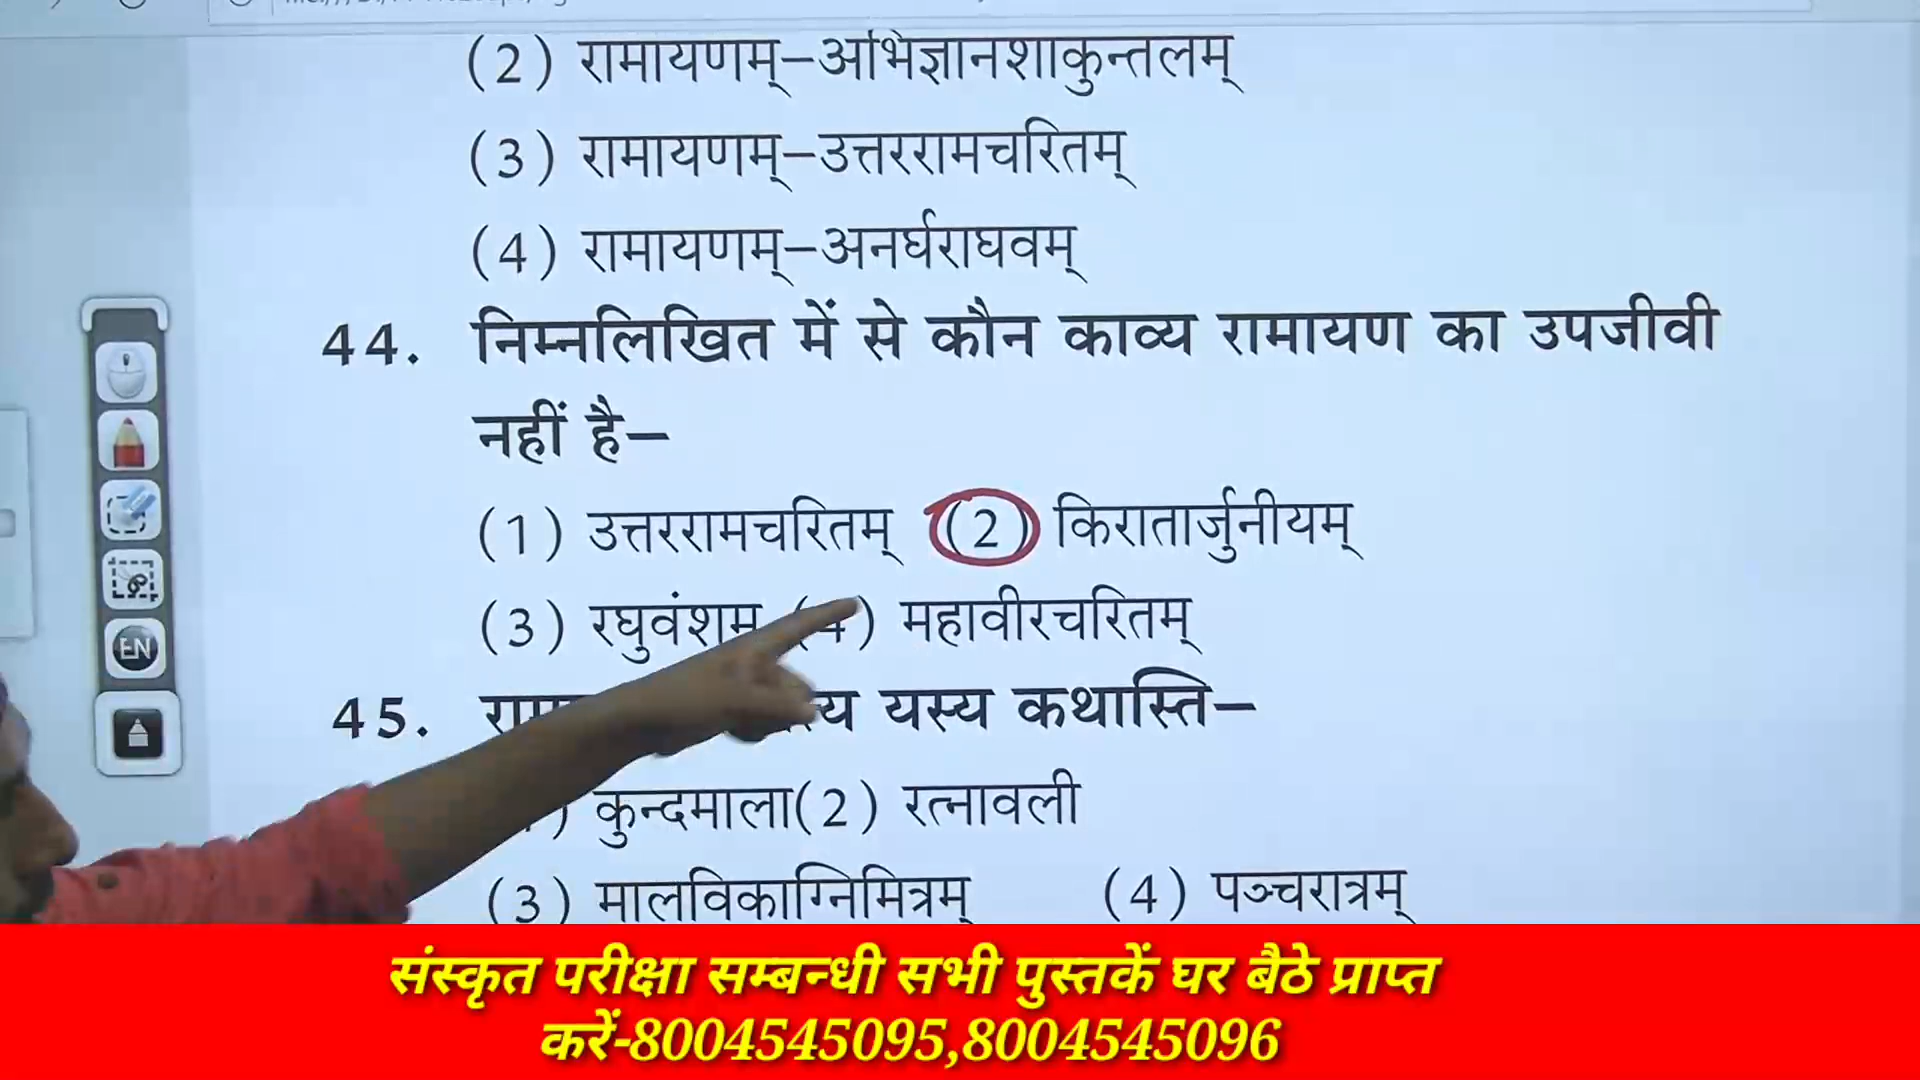 (2) रामायणम्–अभिज्ञानशाकुन्तलम्
(3) रामायणम्–उत्तररामचरितम्
(4) रामायणम्–अनर्घराघवम्
44. निम्नलिखित में से कौन काव्य रामायण का उपजीवी
नहीं है–
(1) उत्तररामचरितम् (2) किरातार्जुनीयम्
(3) रघुवंशम् (4) महावीरचरितम्
45. यस्य कथास्ति–
कुन्दमाला(2) रत्नावली
(3) मालविकाग्निमित्रम् (4) पञ्चरात्रम्
EN
संस्कृत परीक्षा सम्बन्धी सभी पुस्तकें घर बैठे प्राप्त
करें-8004545095,8004545096